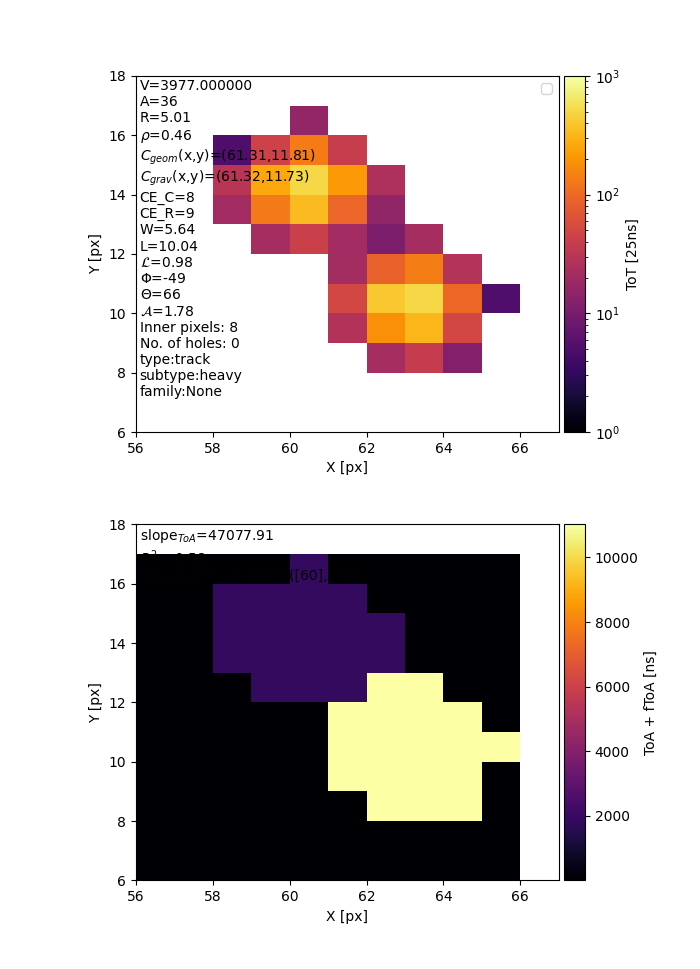 V=3977.000000
A=36
R=5.01
ρ=0.46
C_geom(x,y)=(61.31,11.81)
C_grav(x,y)=(61.32,11.73)
CE_C=8
CE_R=9
W=5.64
L=10.04
ℒ=0.98
Φ=-49
Θ=66
𝒜=1.78
Inner pixels: 8
No. of holes: 0
type:track
subtype:heavy
family:None
18
16
14
12
10
8
6
Y [px]
56 58 60 62 64 66
X [px]
10³
10²
10¹
10⁰
ToT [25ns]
slope_ToA=47077.91
([60],
18
16
14
12
10
8
6
Y [px]
56 58 60 62 64 66
X [px]
10000
8000
6000
4000
2000
ToA + fToA [ns]